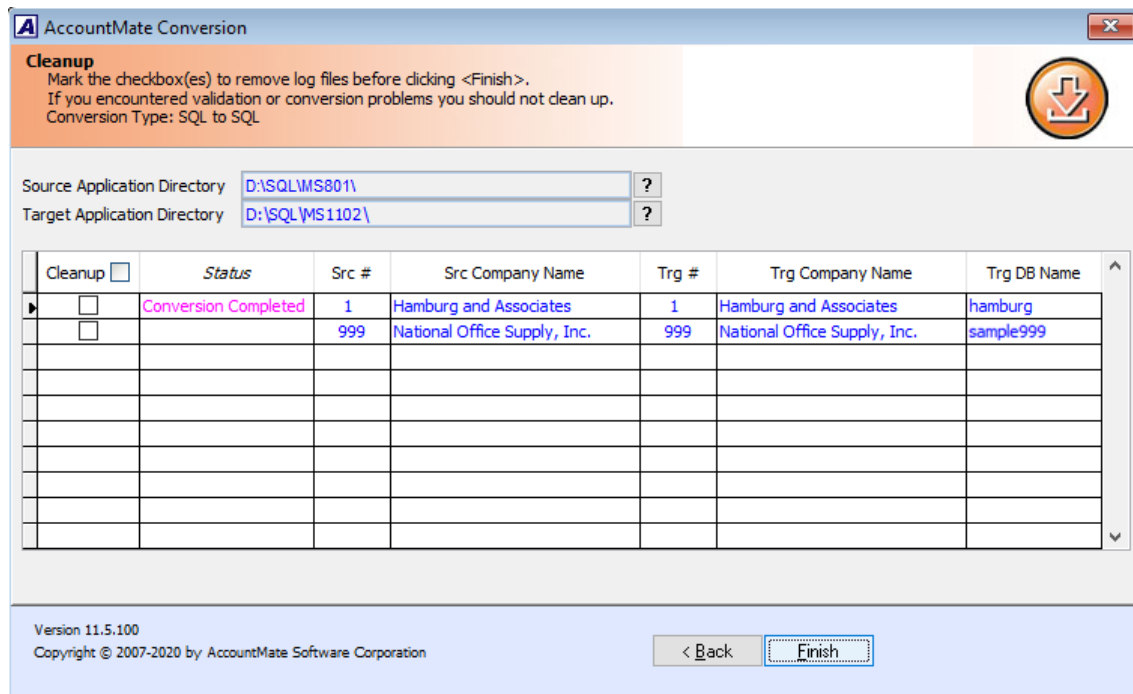 AccountMate Conversion
Cleanup
Mark the checkbox(es) to remove log files before clicking <Finish>.
If you encountered validation or conversion problems you should not clean up.
Conversion Type: SQL to SQL
Source Application Directory D:\SQL\MS801\ ?
Target Application Directory D:\SQL\MS1102\ ?
Cleanup Status Src # Src Company Name Trg # Trg Company Name Trg DB Name
Conversion Completed 1 Hamburg and Associates 1 Hamburg and Associates hamburg
999 National Office Supply, Inc. 999 National Office Supply, Inc. sample999
Version 11.5.100
Copyright © 2007-2020 by AccountMate Software Corporation
< Back Finish